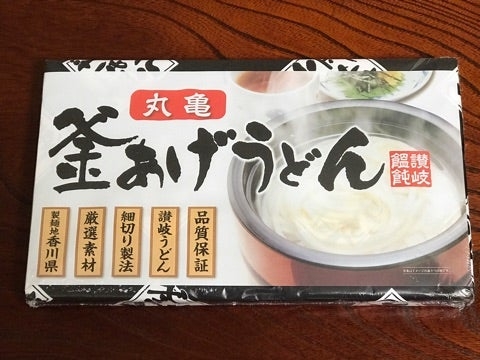 丸亀
釜あげうどん
讃岐
饂飩
品質保証
讃岐うどん
細切り製法
厳選素材
製麺地香川県